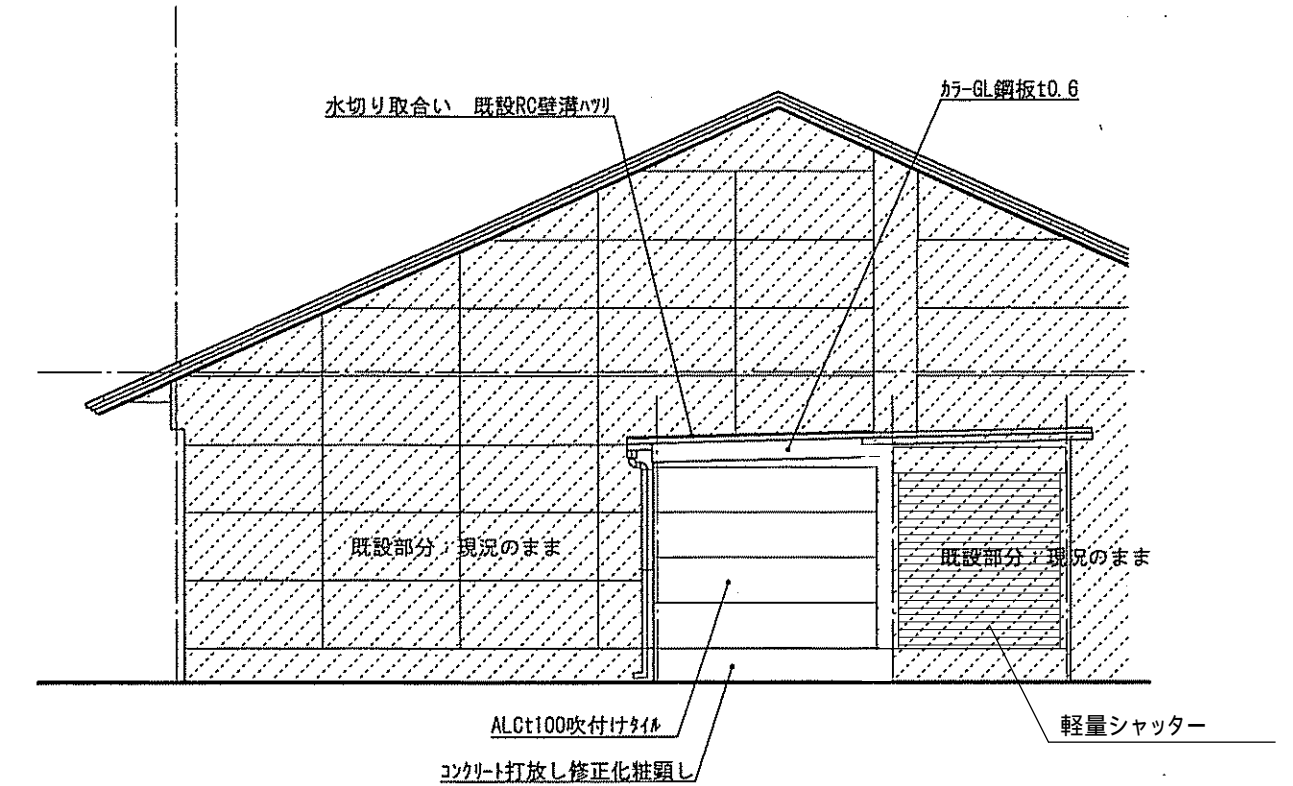 水切り取合い　既設RC壁溝ﾊﾂﾘ
ｶﾗｰGL鋼板t0.6
既設部分；現況のまま
既設部分；現況のまま
ALCt100吹付けﾀｲﾙ
軽量シャッター
ｺﾝｸﾘｰﾄ打放し修正化粧顕し